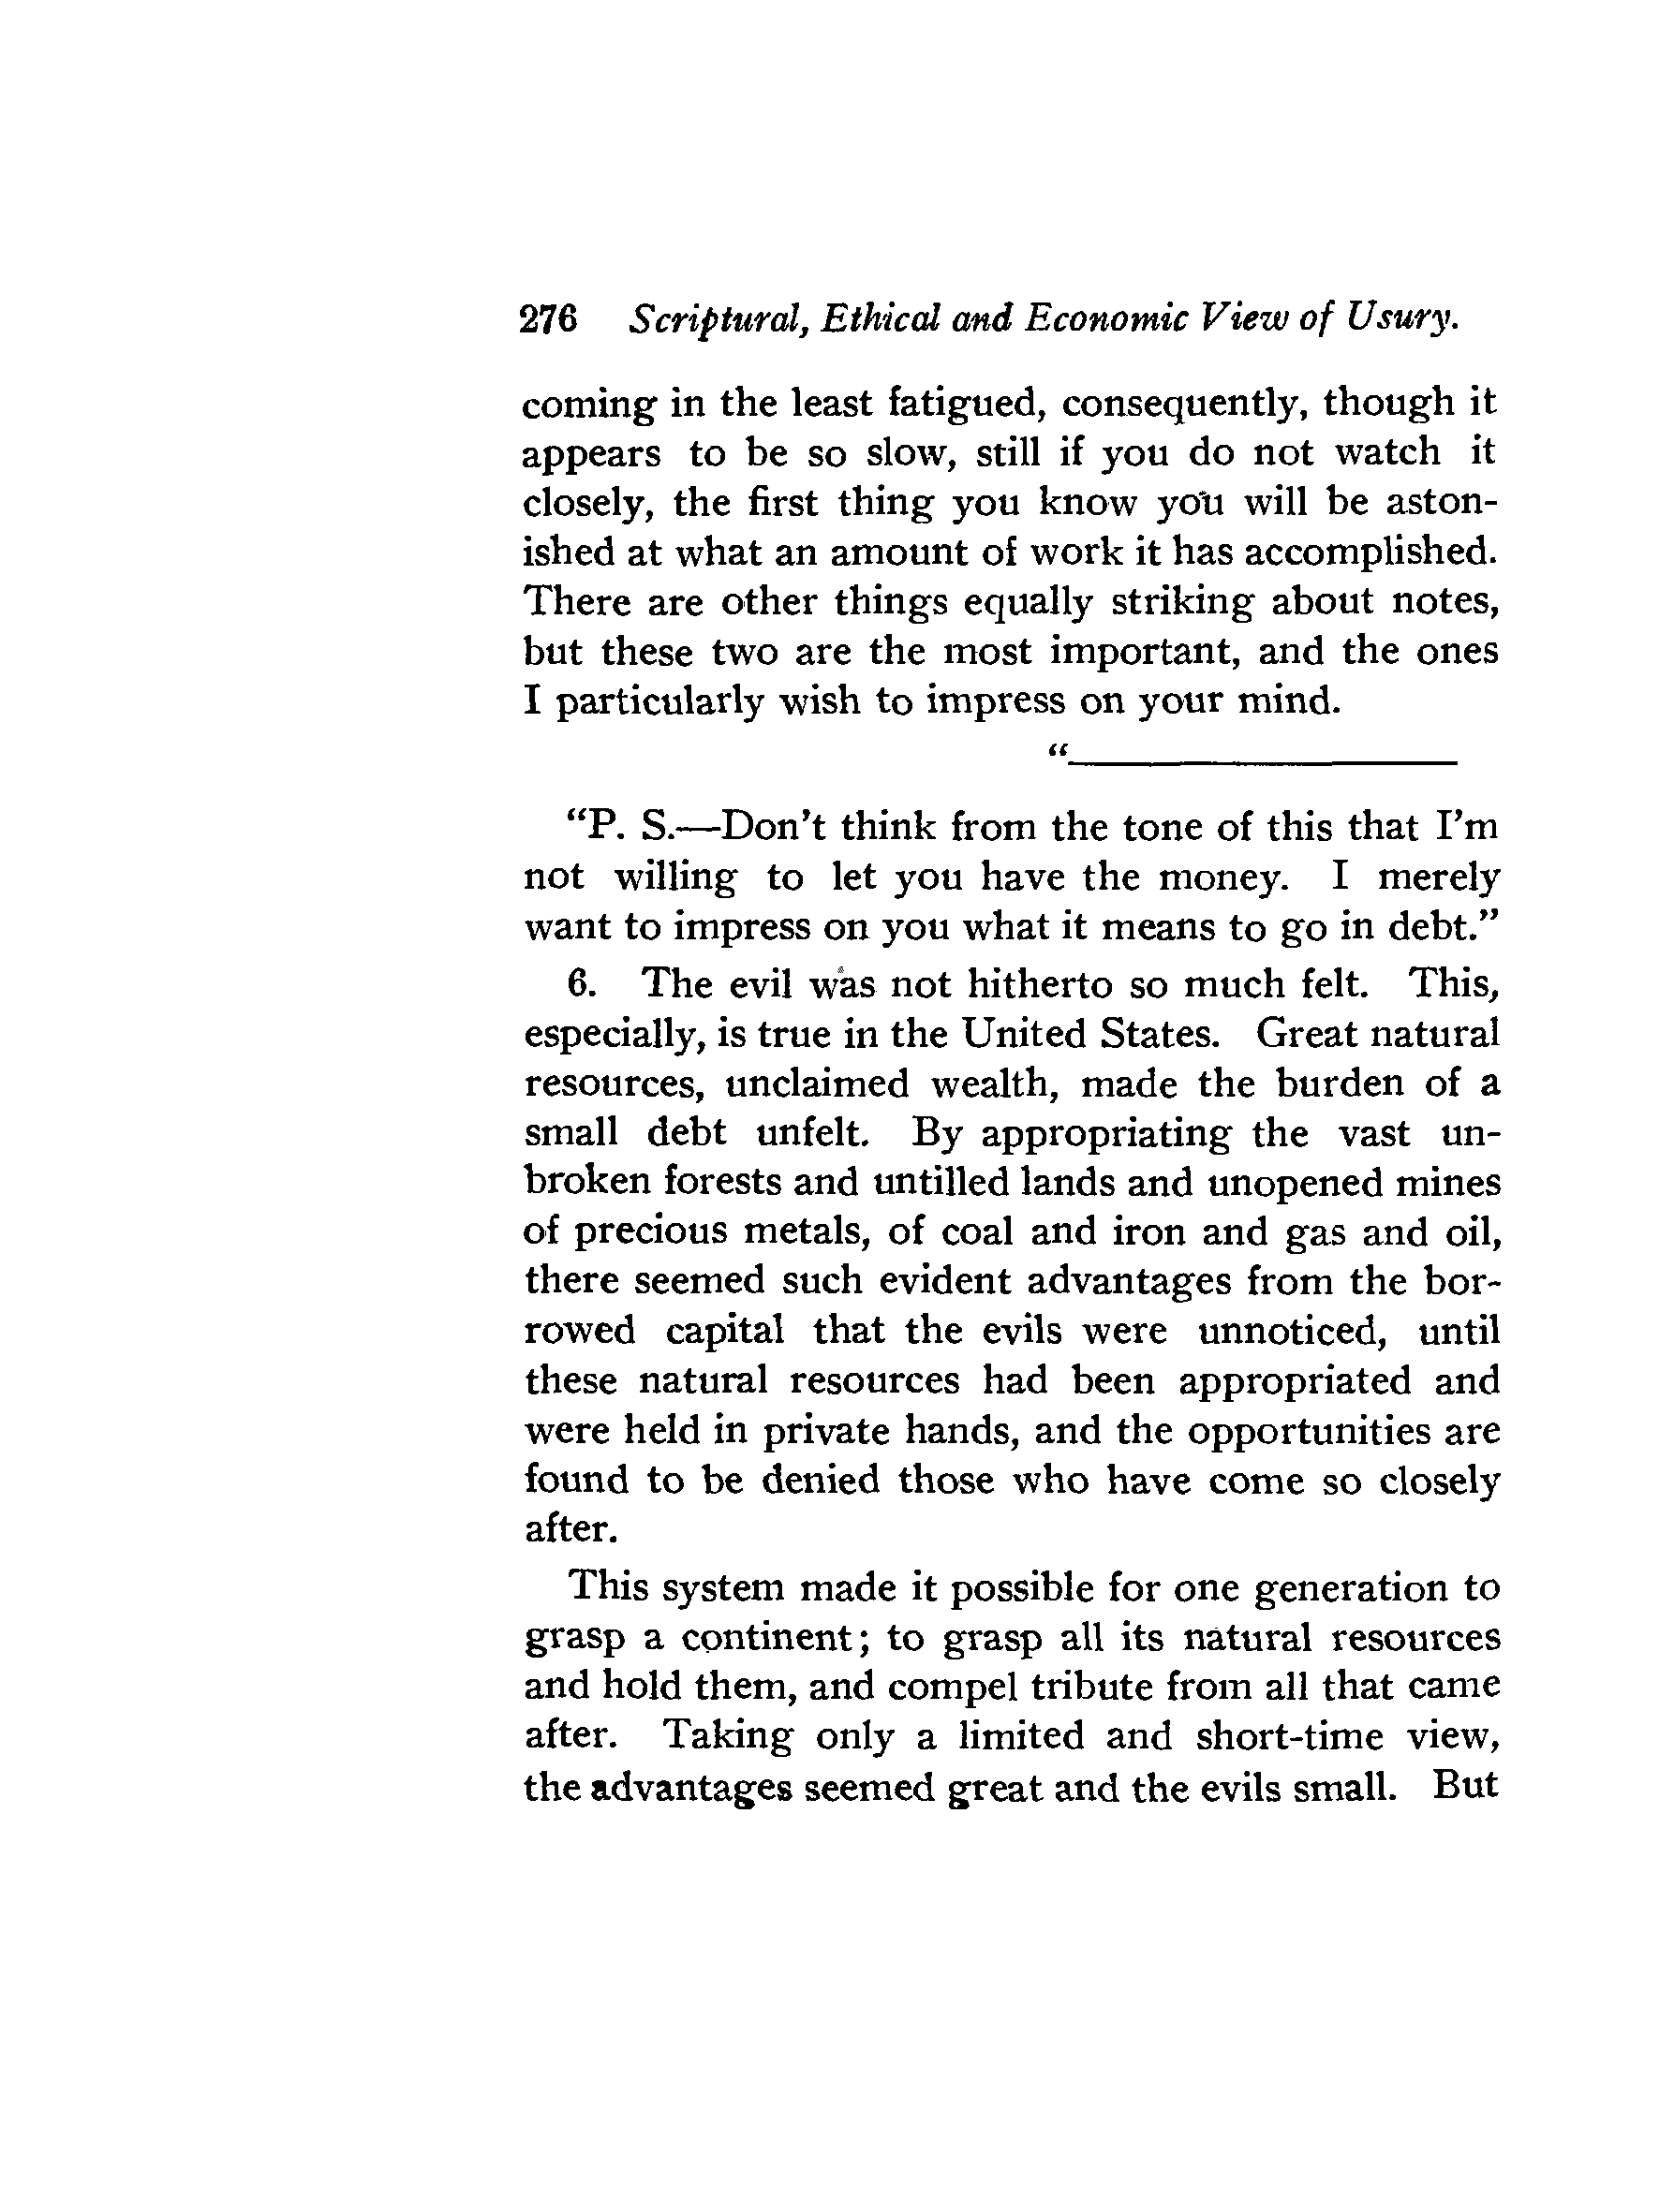 276 Scriptural, Ethical and Economic View of Usury.
coming in the least fatigued, consequently, though it
appears to be so slow, still if you do not watch it
closely, the first thing you know you will be aston-
ished at what an amount of work it has accomplished.
There are other things equally striking about notes,
but these two are the most important, and the ones
I particularly wish to impress on your mind.
“____________________
“P. S.—Don’t think from the tone of this that I’m
not willing to let you have the money. I merely
want to impress on you what it means to go in debt.”
6. The evil was not hitherto so much felt. This,
especially, is true in the United States. Great natural
resources, unclaimed wealth, made the burden of a
small debt unfelt. By appropriating the vast un-
broken forests and untilled lands and unopened mines
of precious metals, of coal and iron and gas and oil,
there seemed such evident advantages from the bor-
rowed capital that the evils were unnoticed, until
these natural resources had been appropriated and
were held in private hands, and the opportunities are
found to be denied those who have come so closely
after.
This system made it possible for one generation to
grasp a continent; to grasp all its natural resources
and hold them, and compel tribute from all that came
after. Taking only a limited and short-time view,
the advantages seemed great and the evils small. But